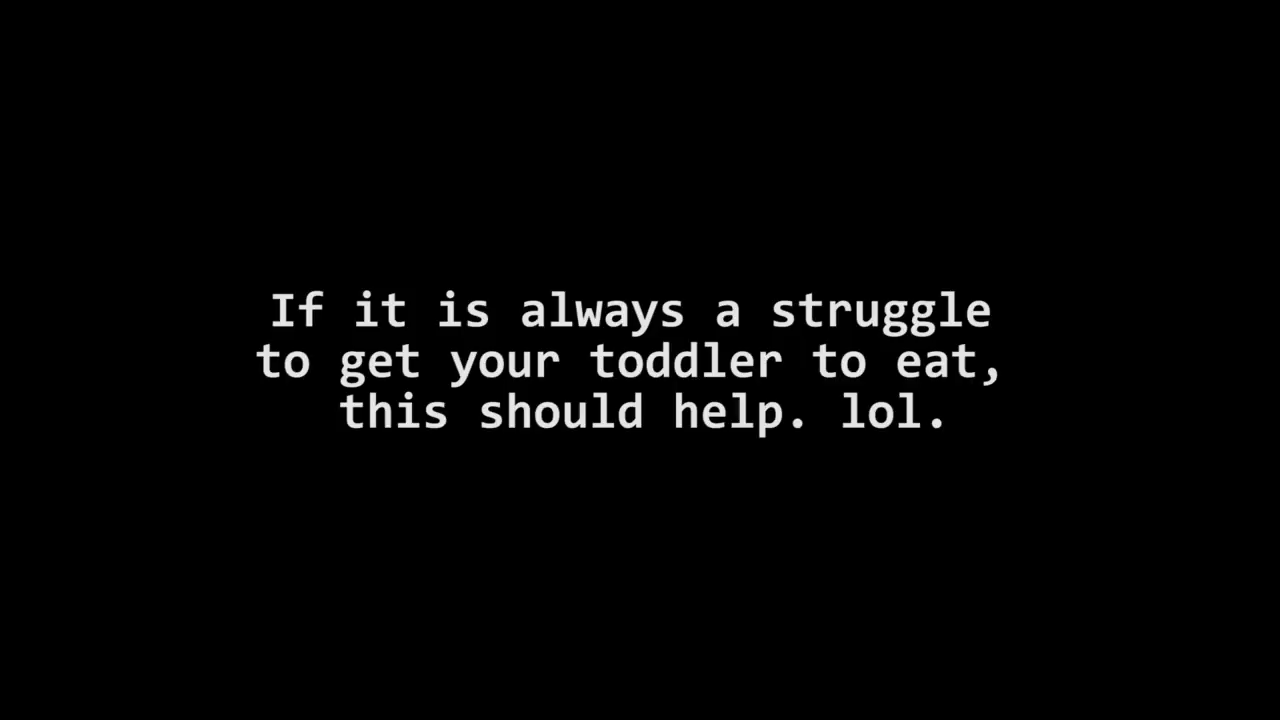 If it is always a struggle
to get your toddler to eat,
this should help. lol.